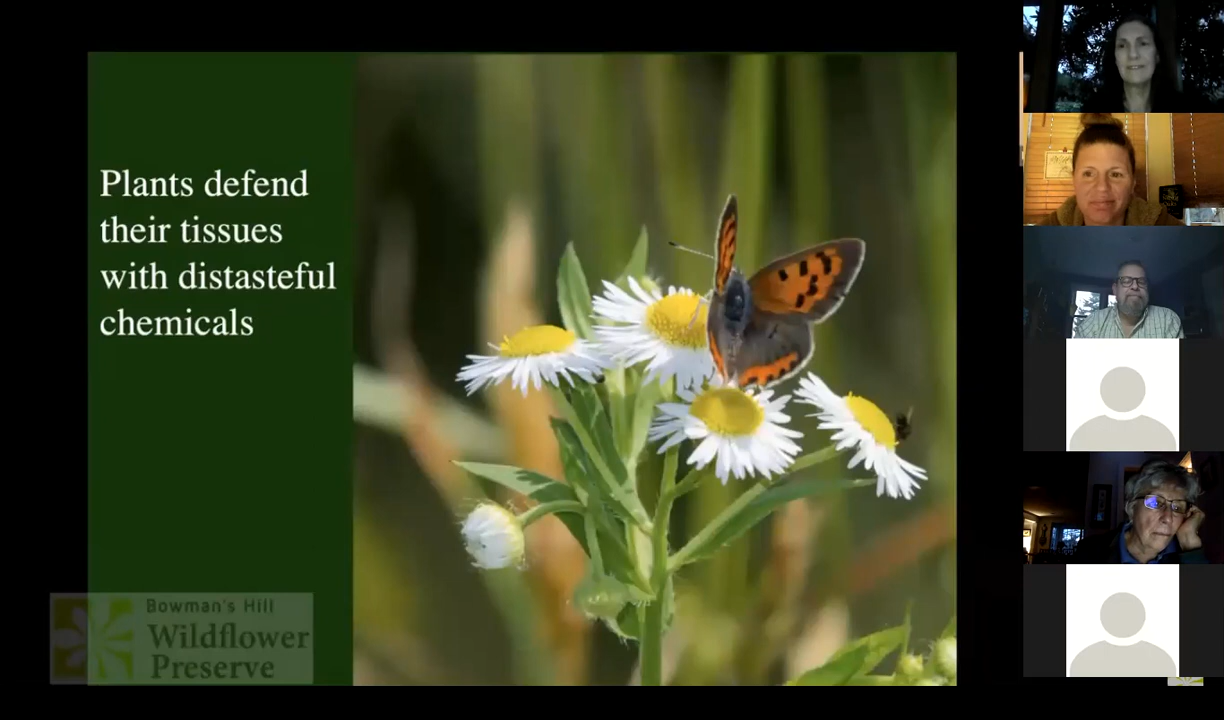 Plants defend
their tissues
with distasteful
chemicals
Bowman's Hill
Wildflower
Preserve